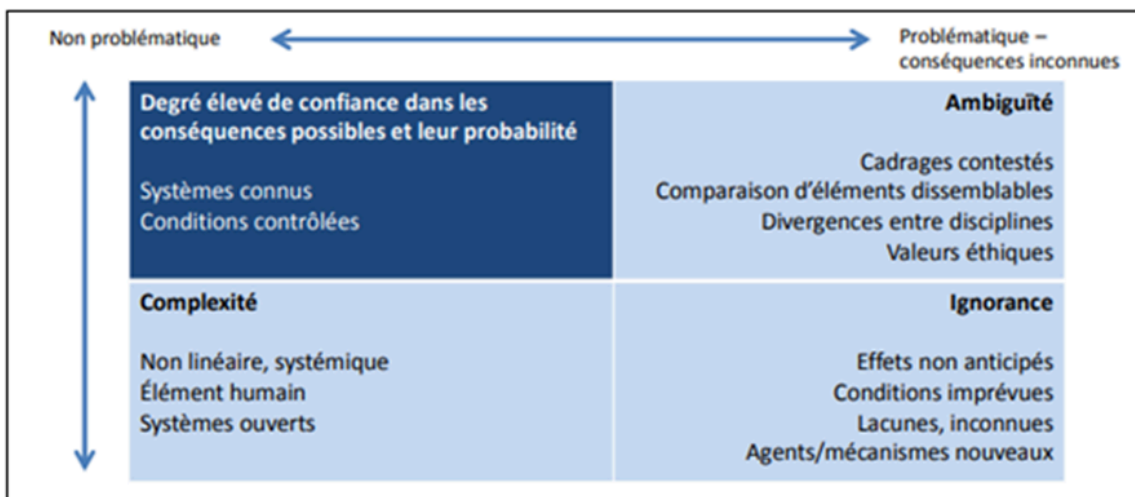 Non problématique
Problématique –
conséquences inconnues
Degré élevé de confiance dans les
conséquences possibles et leur probabilité
Systèmes connus
Conditions contrôlées
Ambiguïté
Cadrages contestés
Comparaison d'éléments dissemblables
Divergences entre disciplines
Valeurs éthiques
Complexité
Non linéaire, systémique
Élément humain
Systèmes ouverts
Ignorance
Effets non anticipés
Conditions imprévues
Lacunes, inconnues
Agents/mécanismes nouveaux